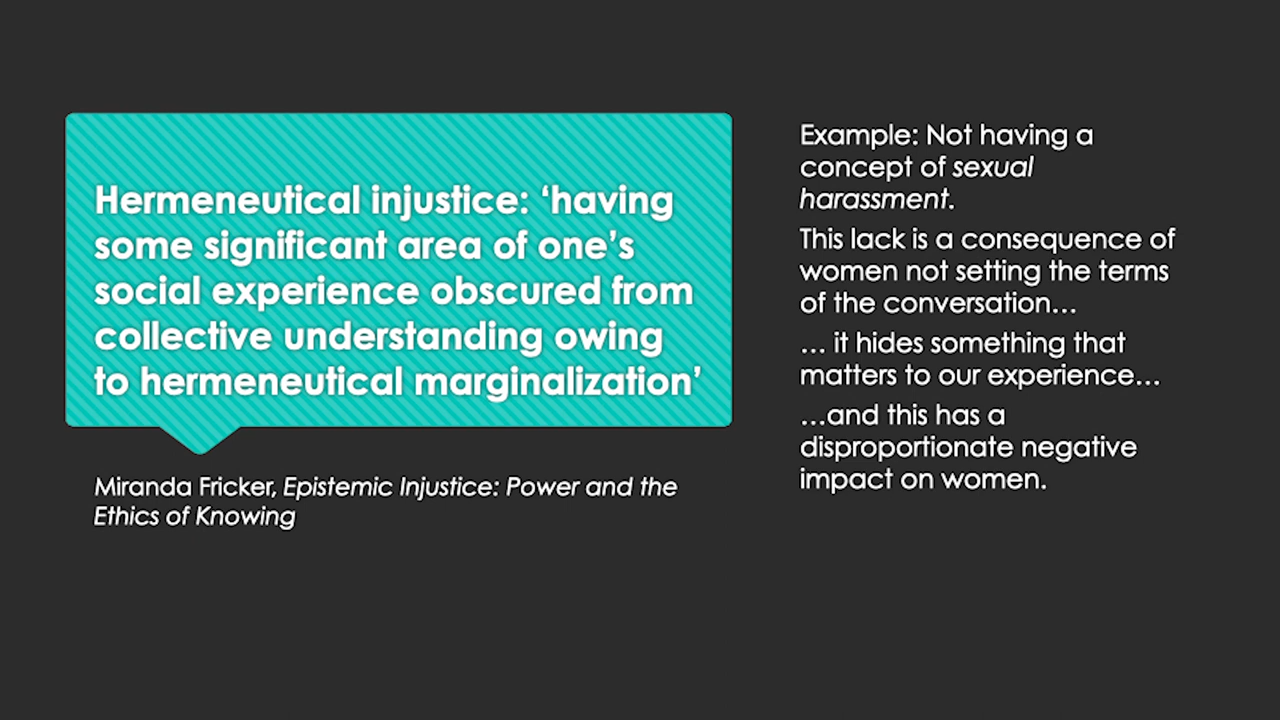 Hermeneutical injustice: ‘having
some significant area of one’s
social experience obscured from
collective understanding owing
to hermeneutical marginalization’
Miranda Fricker, Epistemic Injustice: Power and the
Ethics of Knowing
Example: Not having a
concept of sexual
harassment.
This lack is a consequence of
women not setting the terms
of the conversation…
… it hides something that
matters to our experience…
…and this has a
disproportionate negative
impact on women.